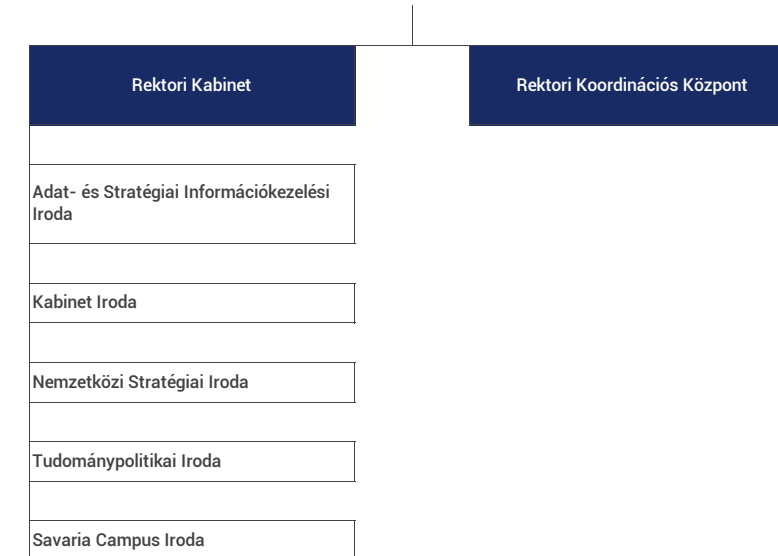 Rektori Kabinet
Rektori Koordinációs Központ
Adat- és Stratégiai Információkezelési
Iroda
Kabinet Iroda
Nemzetközi Stratégiai Iroda
Tudománypolitikai Iroda
Savaria Campus Iroda